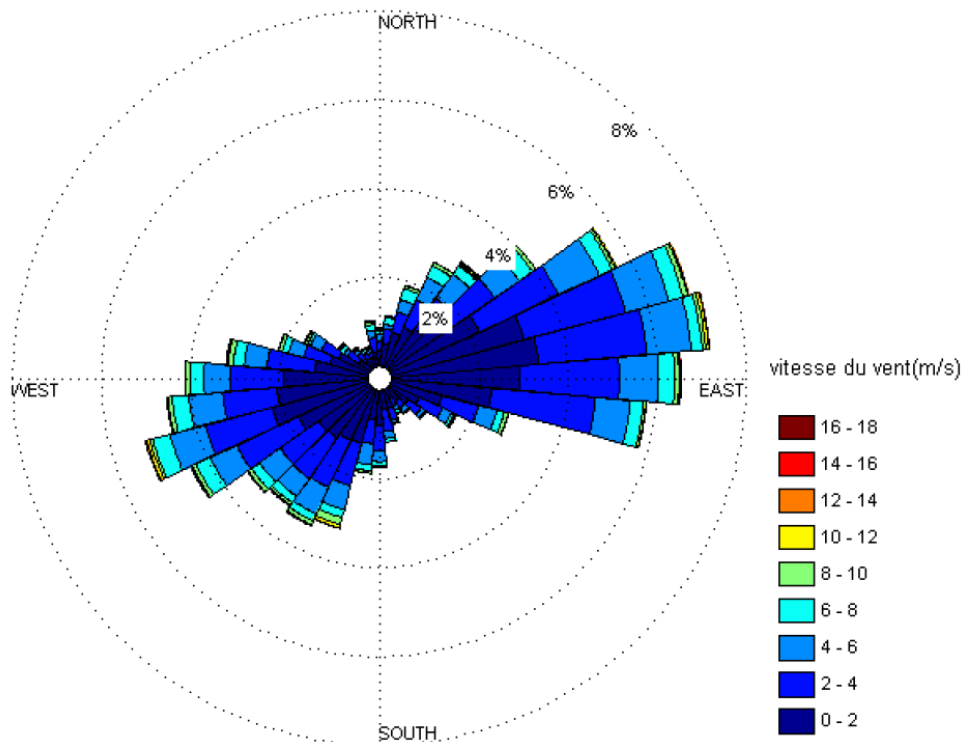 NORTH
8%
6%
4%
2%
WEST
EAST
SOUTH
vitesse du vent(m/s)
16 - 18
14 - 16
12 - 14
10 - 12
8 - 10
6 - 8
4 - 6
2 - 4
0 - 2